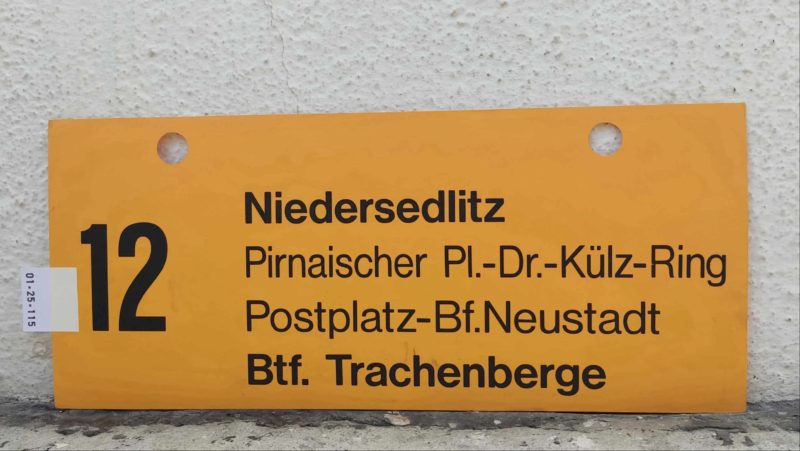 12
Niedersedlitz
Pirnaischer Pl.-Dr.-Külz-Ring
Postplatz-Bf.Neustadt
Btf. Trachenberge
01-25-115